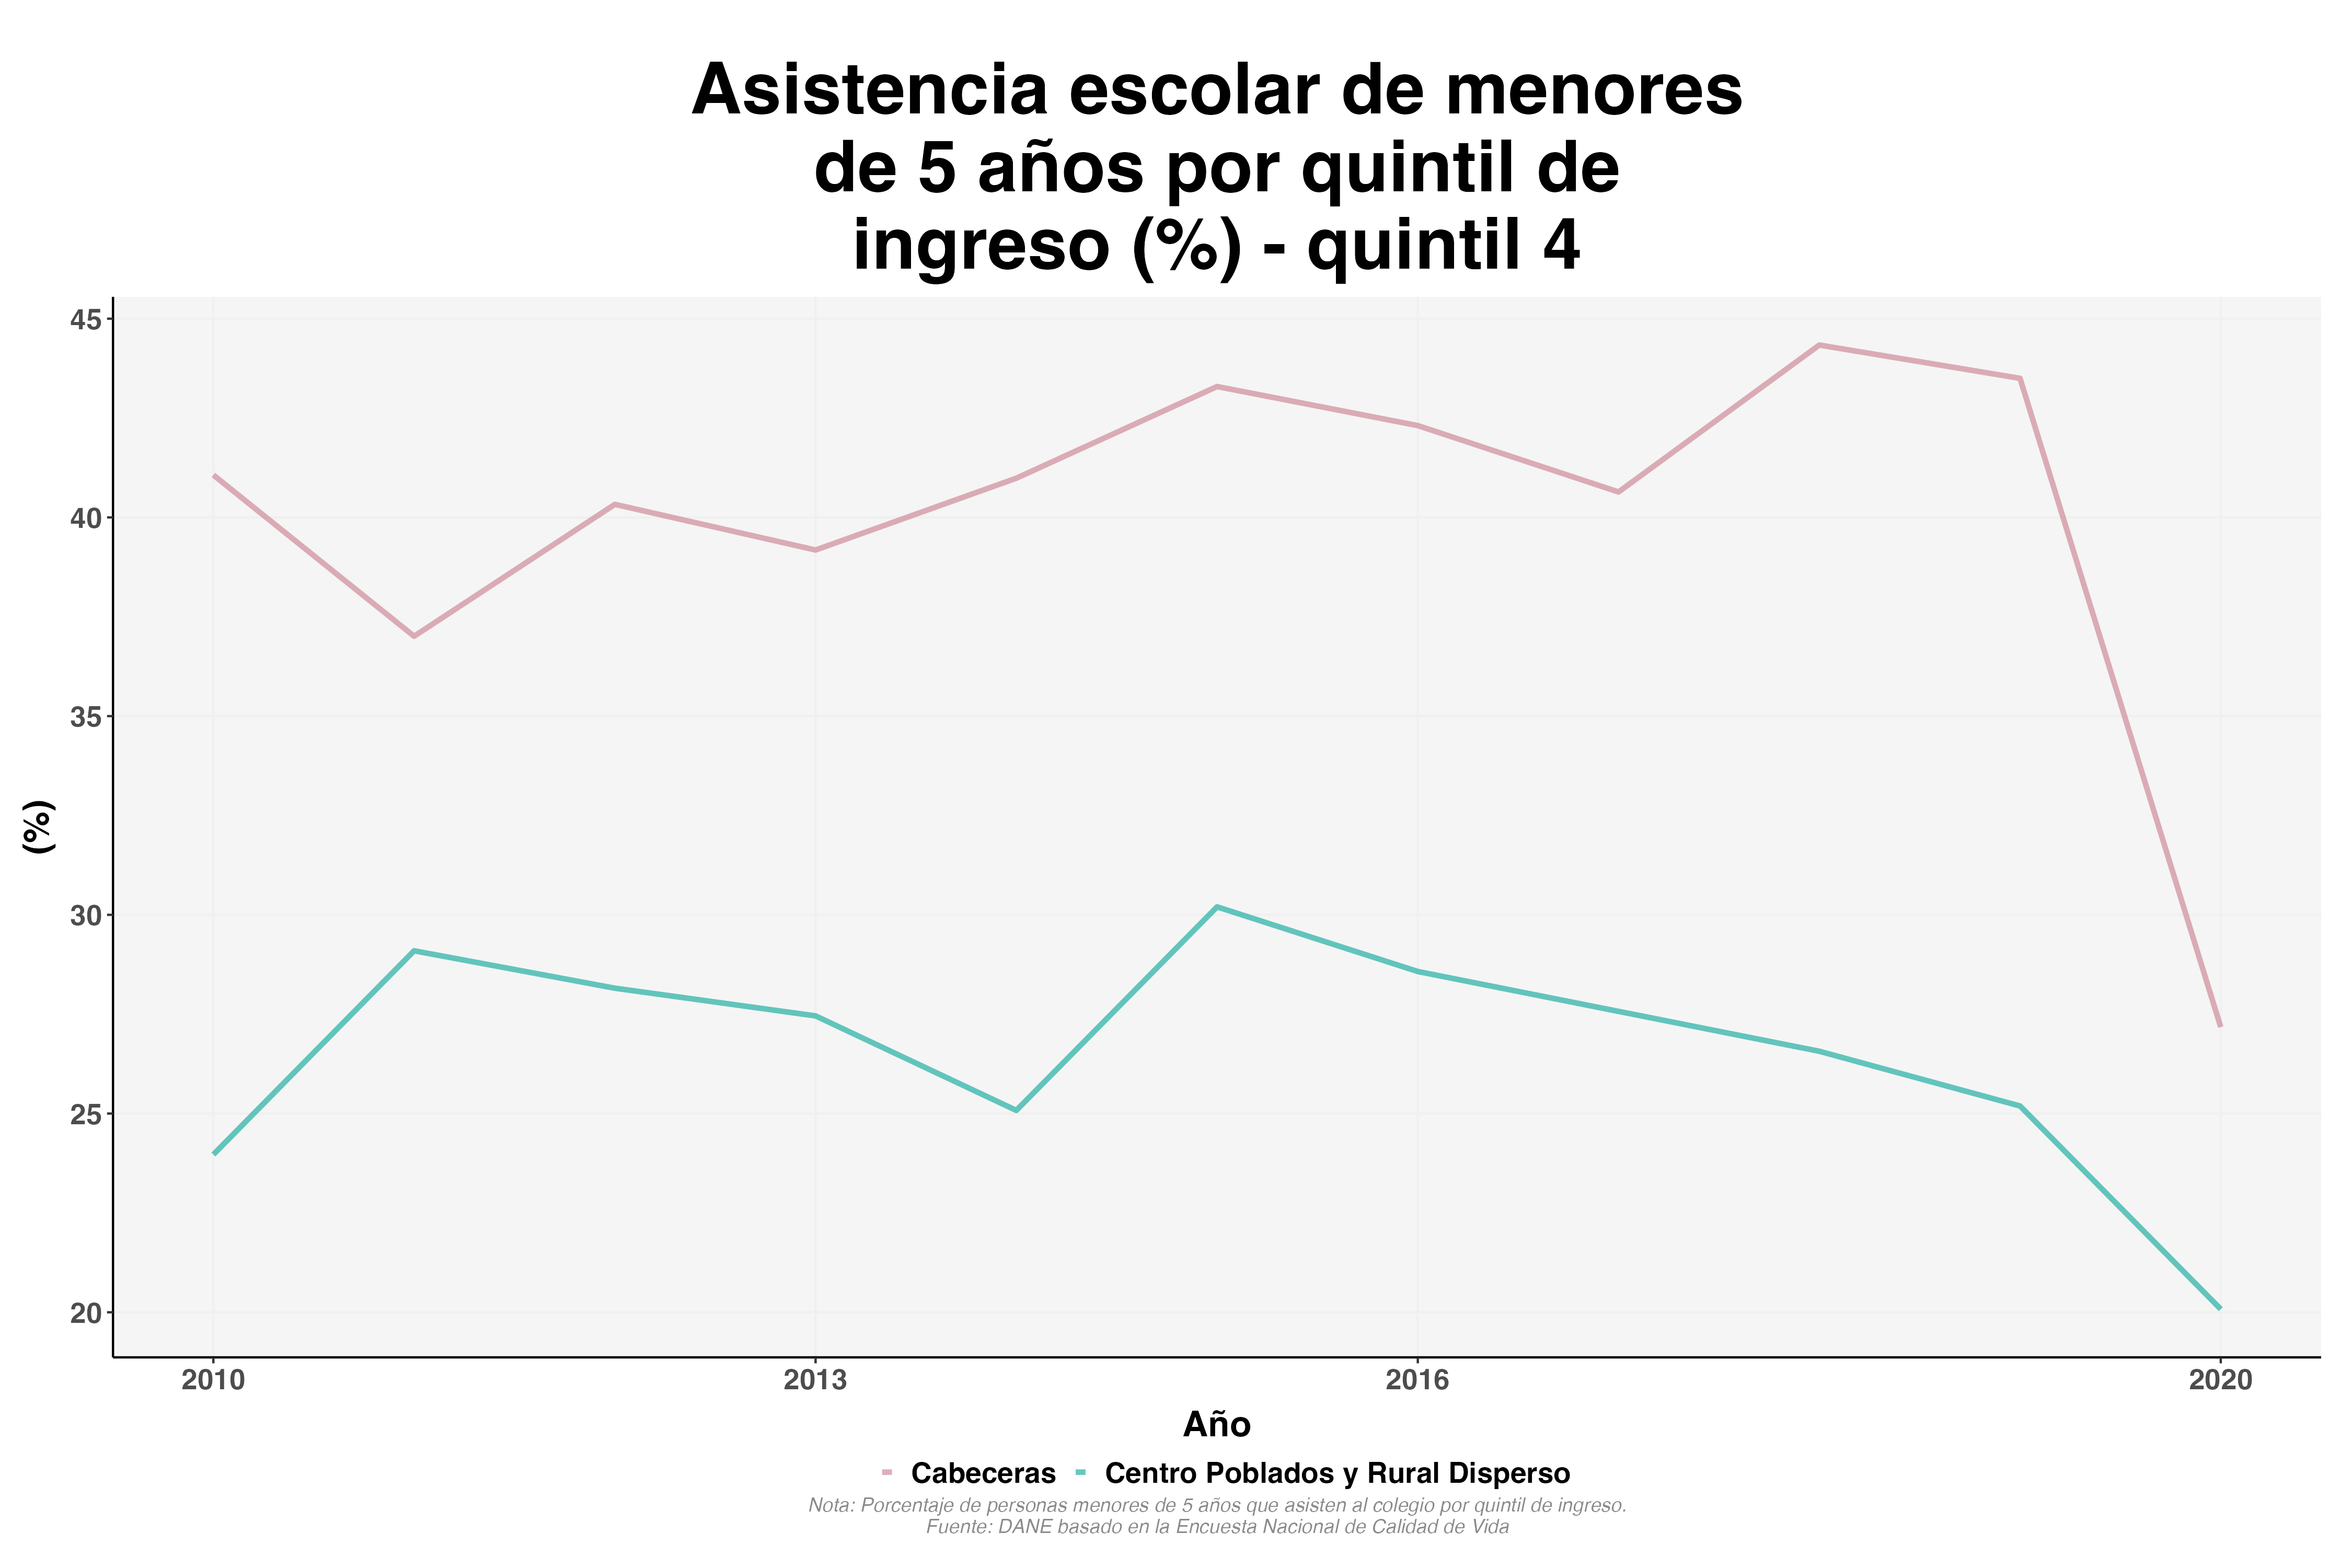 Asistencia escolar de menores
de 5 años por quintil de
ingreso (%) - quintil 4
45
40
35
30
25
20
(%)
2010 2013 2016 2020
Año
Cabeceras Centro Poblados y Rural Disperso
Nota: Porcentaje de personas menores de 5 años que asisten al colegio por quintil de ingreso.
Fuente: DANE basado en la Encuesta Nacional de Calidad de Vida